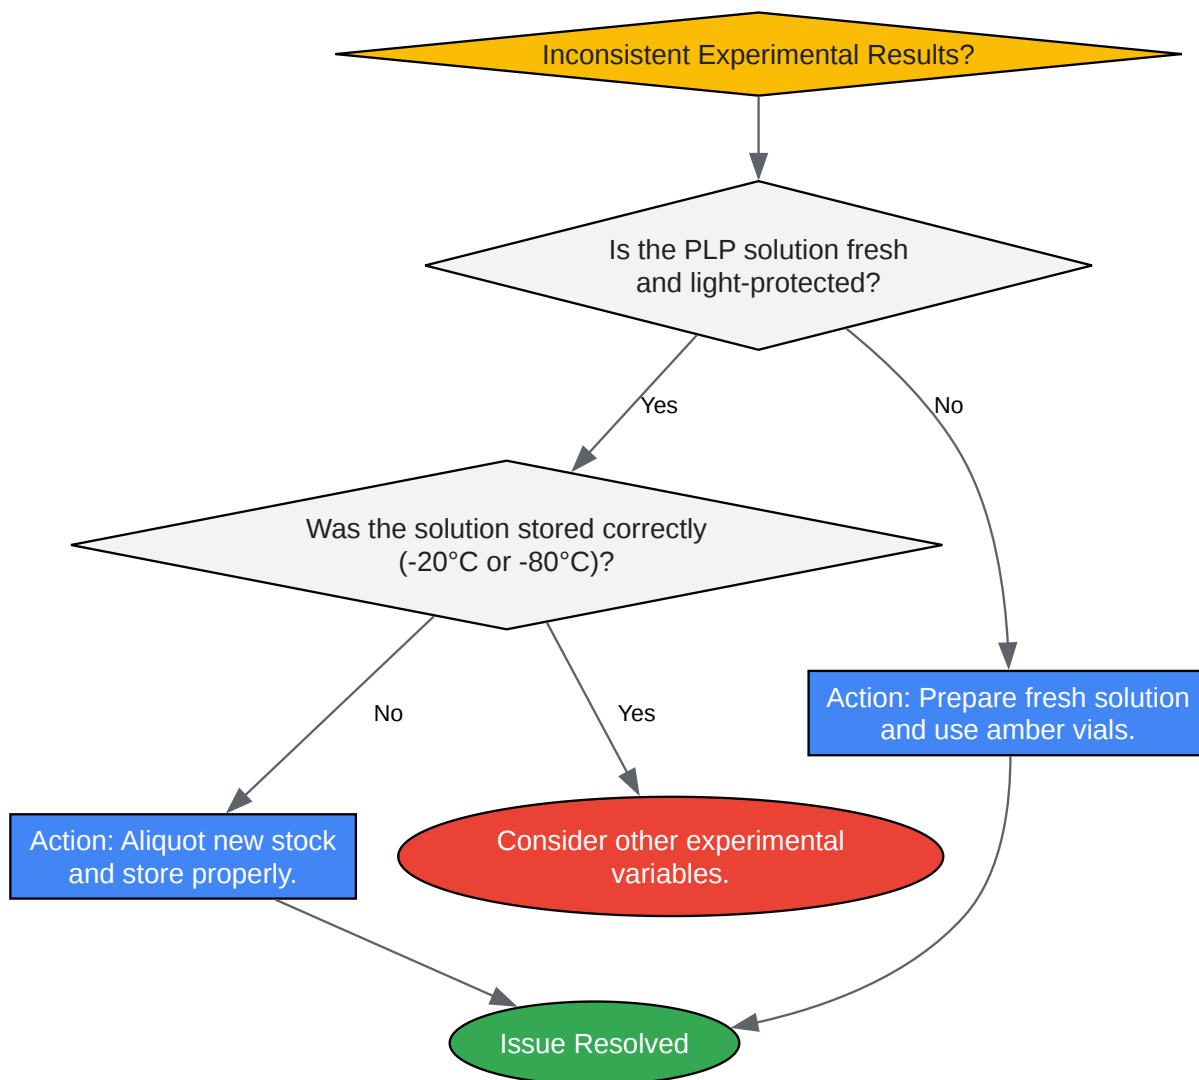 Inconsistent Experimental Results?
Is the PLP solution fresh
and light-protected?
Yes
No
Was the solution stored correctly
(-20°C or -80°C)?
No
Yes
Action: Prepare fresh solution
and use amber vials.
Action: Aliquot new stock
and store properly.
Consider other experimental
variables.
Issue Resolved